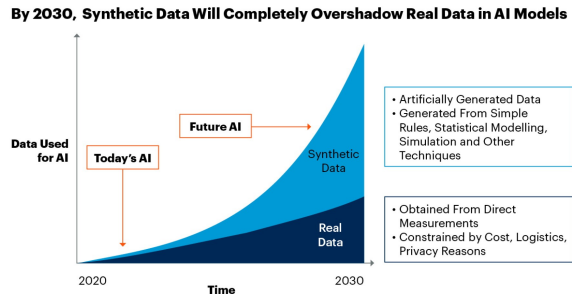 By 2030, Synthetic Data Will Completely Overshadow Real Data in AI Models
Data Used
for AI
Today's AI
Future AI
Synthetic
Data
Real
Data
2020
2030
Time
• Artificially Generated Data
• Generated From Simple
Rules, Statistical Modelling,
Simulation and Other
Techniques
• Obtained From Direct
Measurements
• Constrained by Cost, Logistics,
Privacy Reasons